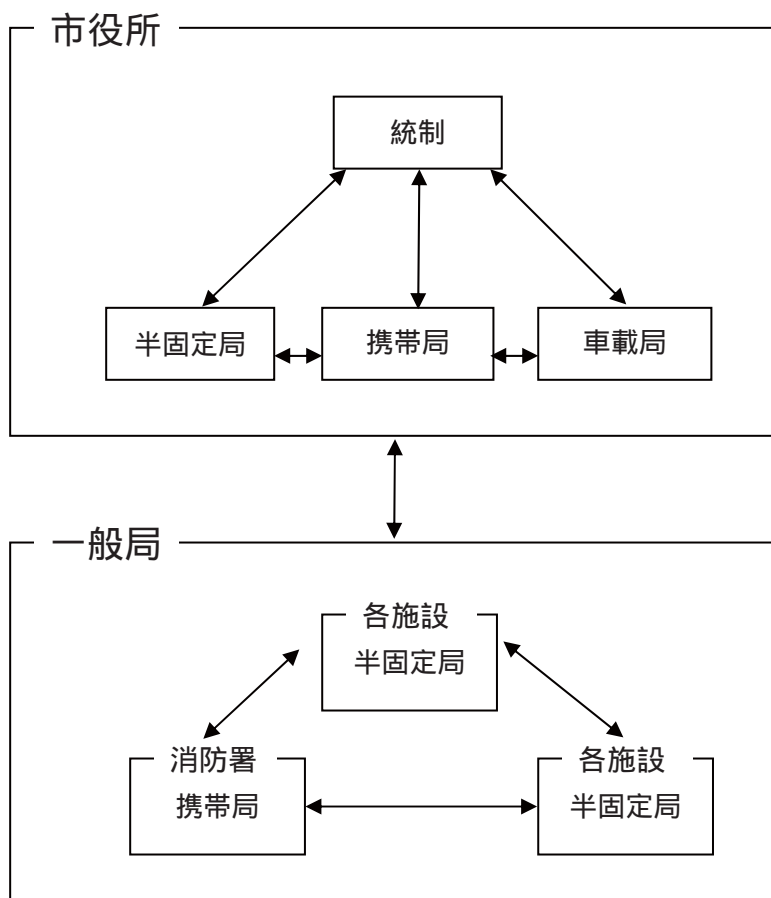 市役所
統制
半固定局
携帯局
車載局
一般局
各施設
半固定局
消防署
携帯局
各施設
半固定局